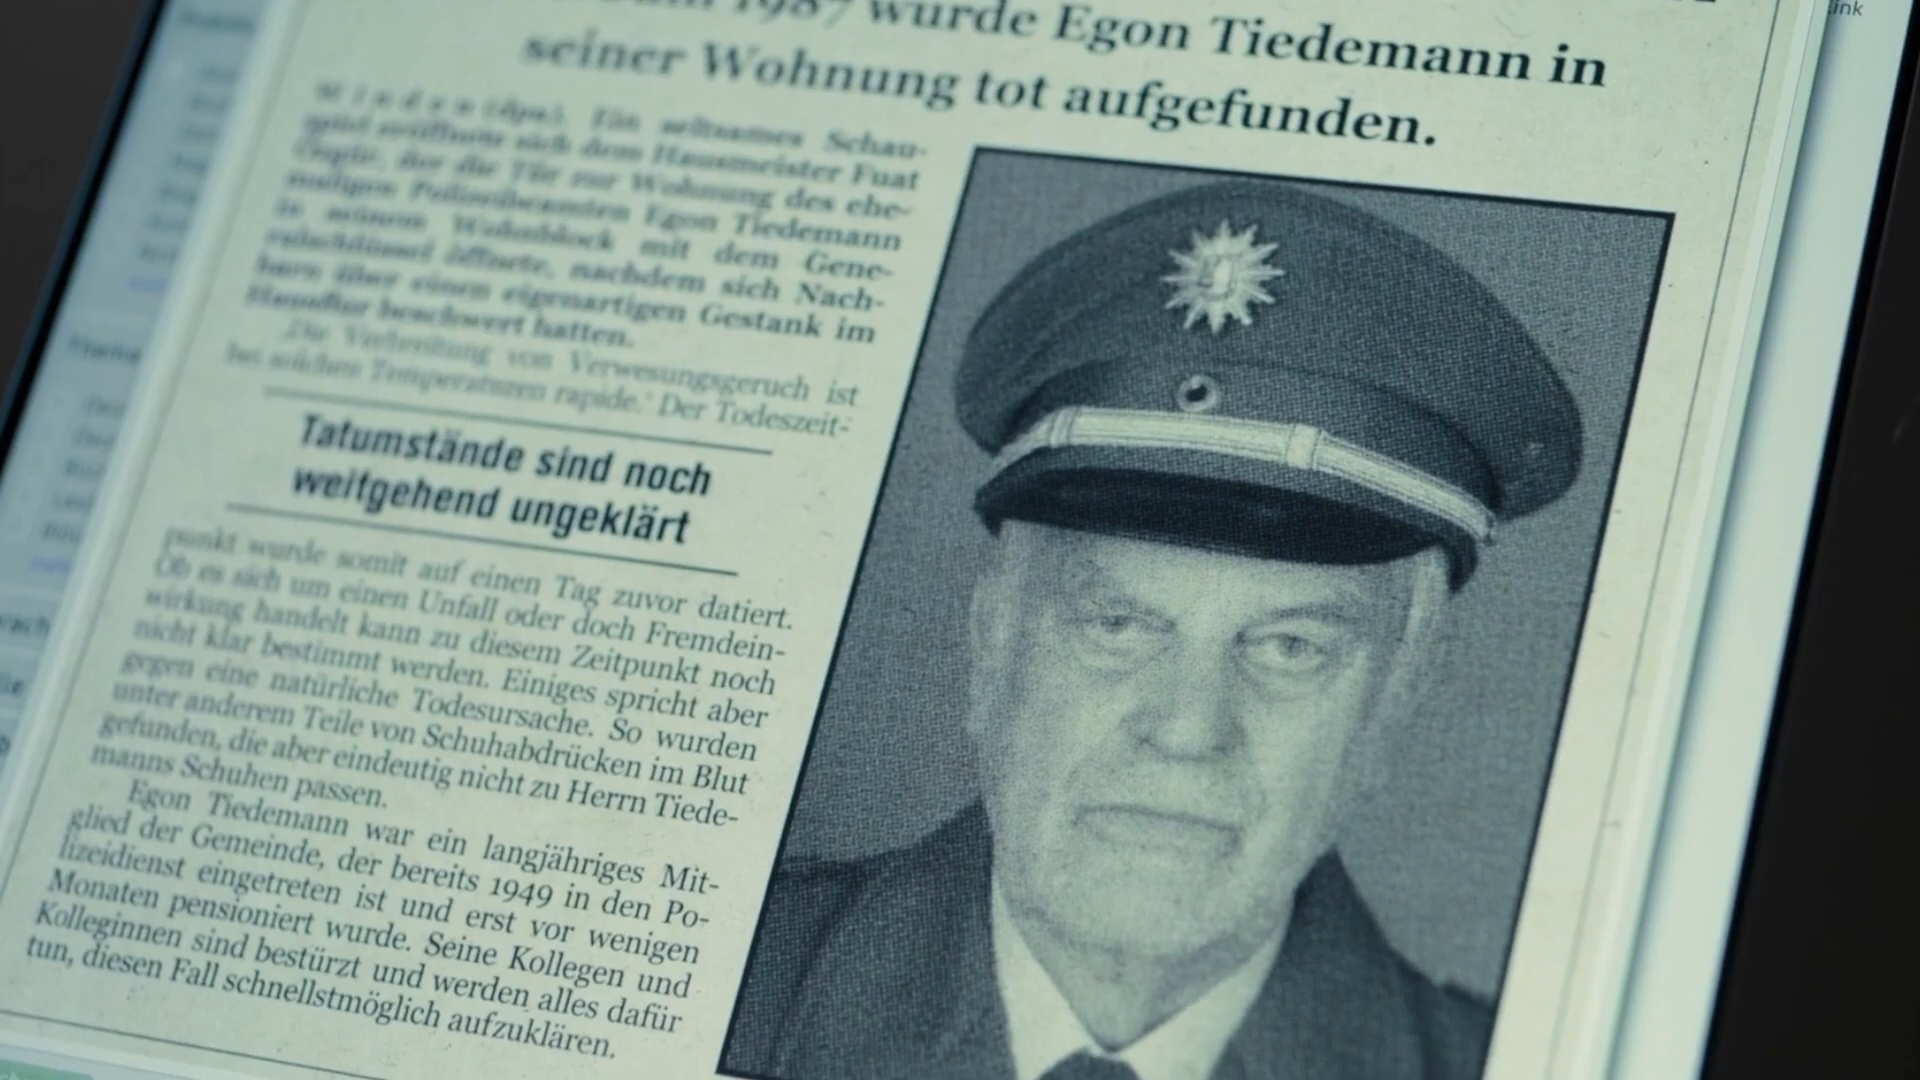 1987 wurde Egon Tiedemann in
seiner Wohnung tot aufgefunden.
Minden (dpa). Ein seltsames Schau-
spiel eröffnete sich dem Hausmeister Fuat
der die Tür zur Wohnung des ehe-
maligen Polizeibeamten Egon Tiedemann
in seinem Wohnblock mit dem Gene-
ralschlüssel öffnete, nachdem sich Nach-
barn über einen eigenartigen Gestank im
Hausflur beschwert hatten.
„Die Verbreitung von Verwesungsgeruch ist
bei solchen Temperaturen rapide.“ Der Todeszeit-
Tatumstände sind noch
weitgehend ungeklärt
punkt wurde somit auf einen Tag zuvor datiert.
Ob es sich um einen Unfall oder doch Fremdein-
wirkung handelt kann zu diesem Zeitpunkt noch
nicht klar bestimmt werden. Einiges spricht aber
gegen eine natürliche Todesursache. So wurden
unter anderem Teile von Schuhabdrücken im Blut
gefunden, die aber eindeutig nicht zu Herrn Tiede-
manns Schuhen passen.
Egon Tiedemann war ein langjähriges Mit-
glied der Gemeinde, der bereits 1949 in den Po-
lizeidienst eingetreten ist und erst vor wenigen
Monaten pensioniert wurde. Seine Kollegen und
Kolleginnen sind bestürzt und werden alles dafür
tun, diesen Fall schnellstmöglich aufzuklären.